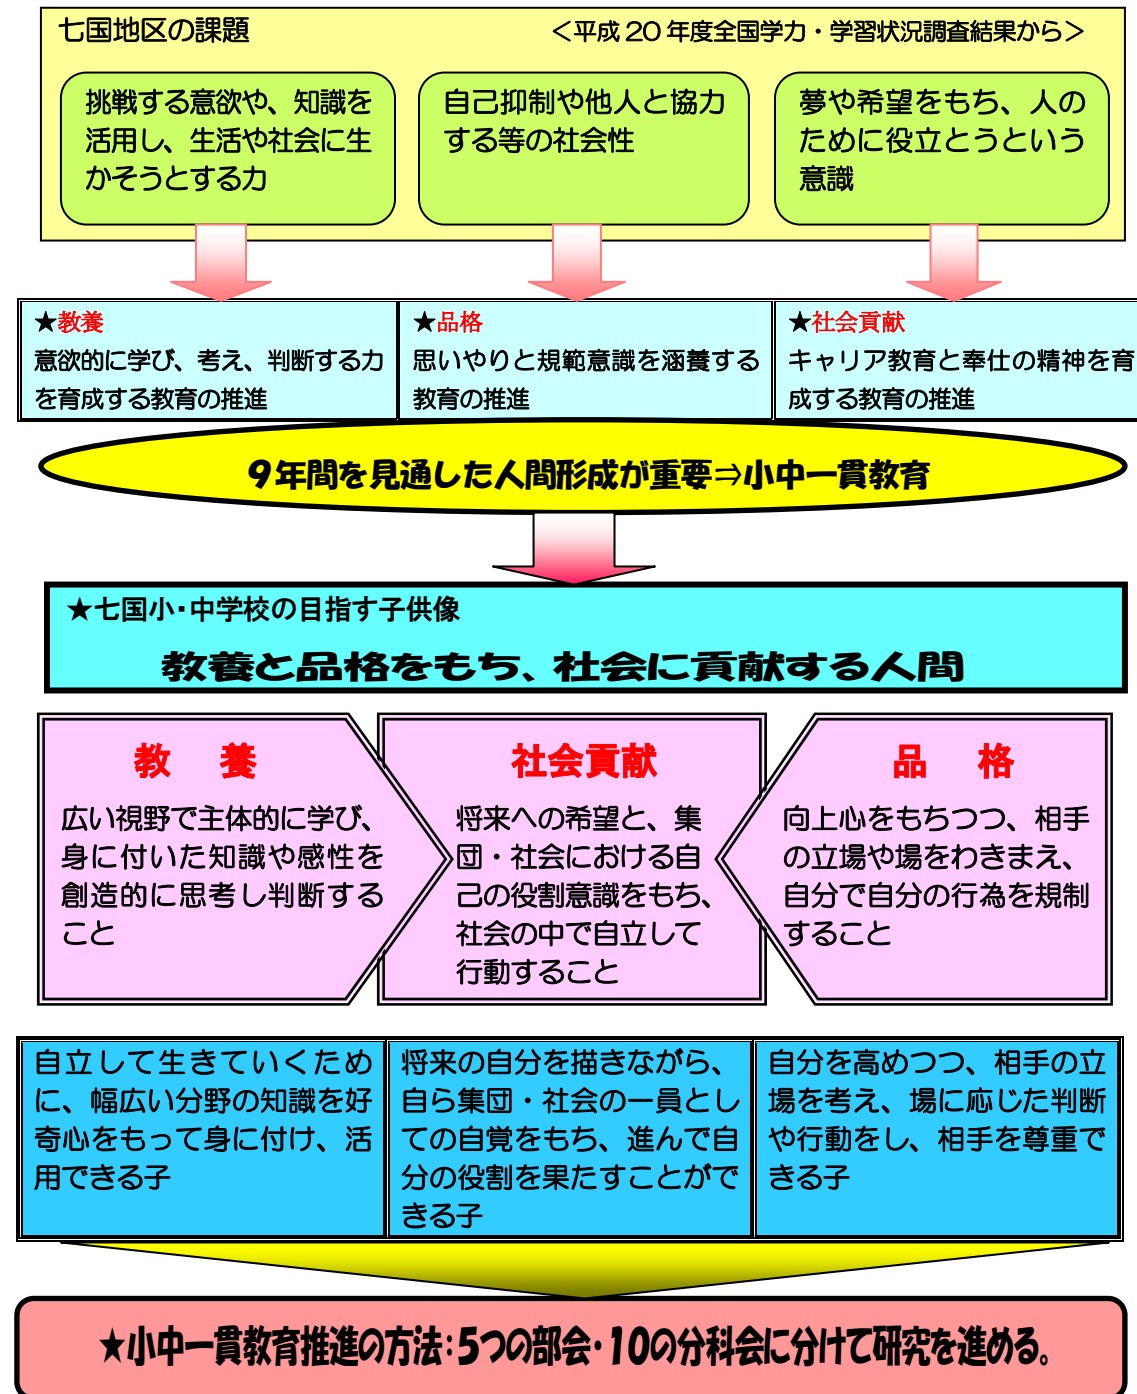 七国地区の課題 ＜平成20年度全国学力・学習状況調査結果から＞
挑戦する意欲や、知識を
活用し、生活や社会に生
かそうとする力
自己抑制や他人と協力
する等の社会性
夢や希望をもち、人の
ために役立とうという
意識
★教養
意欲的に学び、考え、判断する力
を育成する教育の推進
★品格
思いやりと規範意識を涵養する
教育の推進
★社会貢献
キャリア教育と奉仕の精神を育
成する教育の推進
9年間を見通した人間形成が重要⇒小中一貫教育
★七国小・中学校の目指す子供像
教養と品格をもち、社会に貢献する人間
教　養
広い視野で主体的に学び、
身に付いた知識や感性を
創造的に思考し判断する
こと
社会貢献
将来への希望と、集
団・社会における自
己の役割意識をもち、
社会の中で自立して
行動すること
品　格
向上心をもちつつ、相手
の立場や場をわきまえ、
自分で自分の行為を規制
すること
自立して生きていくため
に、幅広い分野の知識を好
奇心をもって身に付け、活
用できる子
将来の自分を描きながら、
自ら集団・社会の一員とし
ての自覚をもち、進んで自
分の役割を果たすことがで
きる子
自分を高めつつ、相手の立
場を考え、場に応じた判断
や行動をし、相手を尊重で
きる子
★小中一貫教育推進の方法：5つの部会・10の分科会に分けて研究を進める。